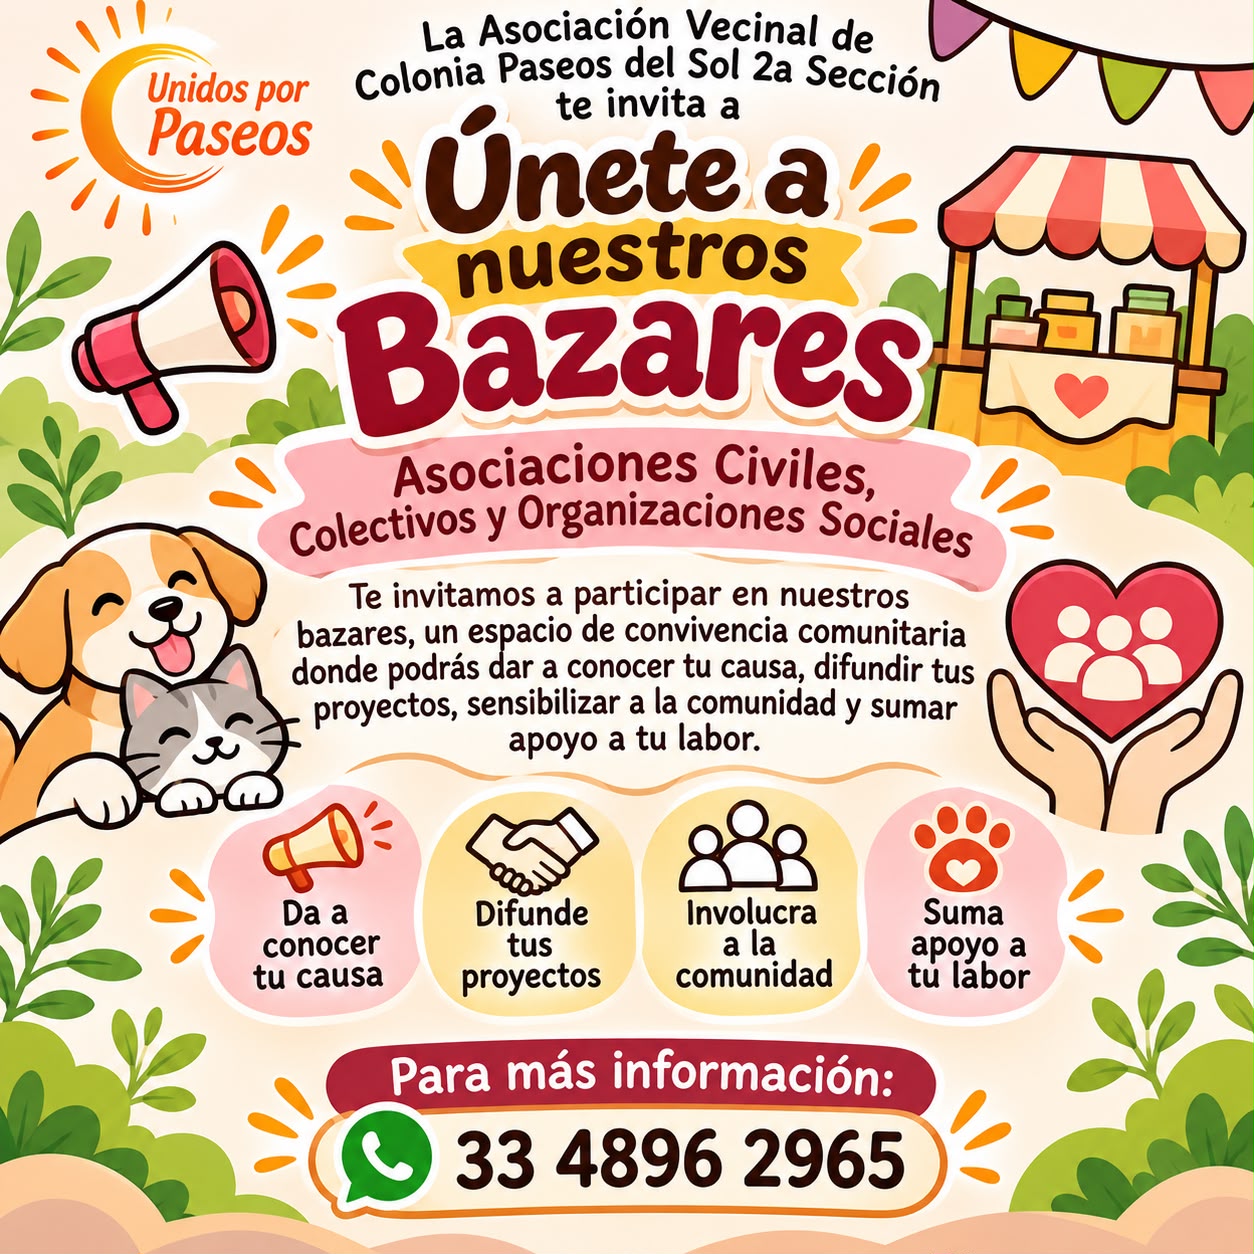 Unidos por
Paseos
La Asociación Vecinal de
Colonia Paseos del Sol 2a Sección
te invita a
Únete a
nuestros
Bazares
Asociaciones Civiles,
Colectivos y Organizaciones Sociales
Te invitamos a participar en nuestros
bazares, un espacio de convivencia comunitaria
donde podrás dar a conocer tu causa, difundir tus
proyectos, sensibilizar a la comunidad y sumar
apoyo a tu labor.
Da a
conocer
tu causa
Difunde
tus
proyectos
Involucra
a la
comunidad
Suma
apoyo a
tu labor
Para más información:
33 4896 2965